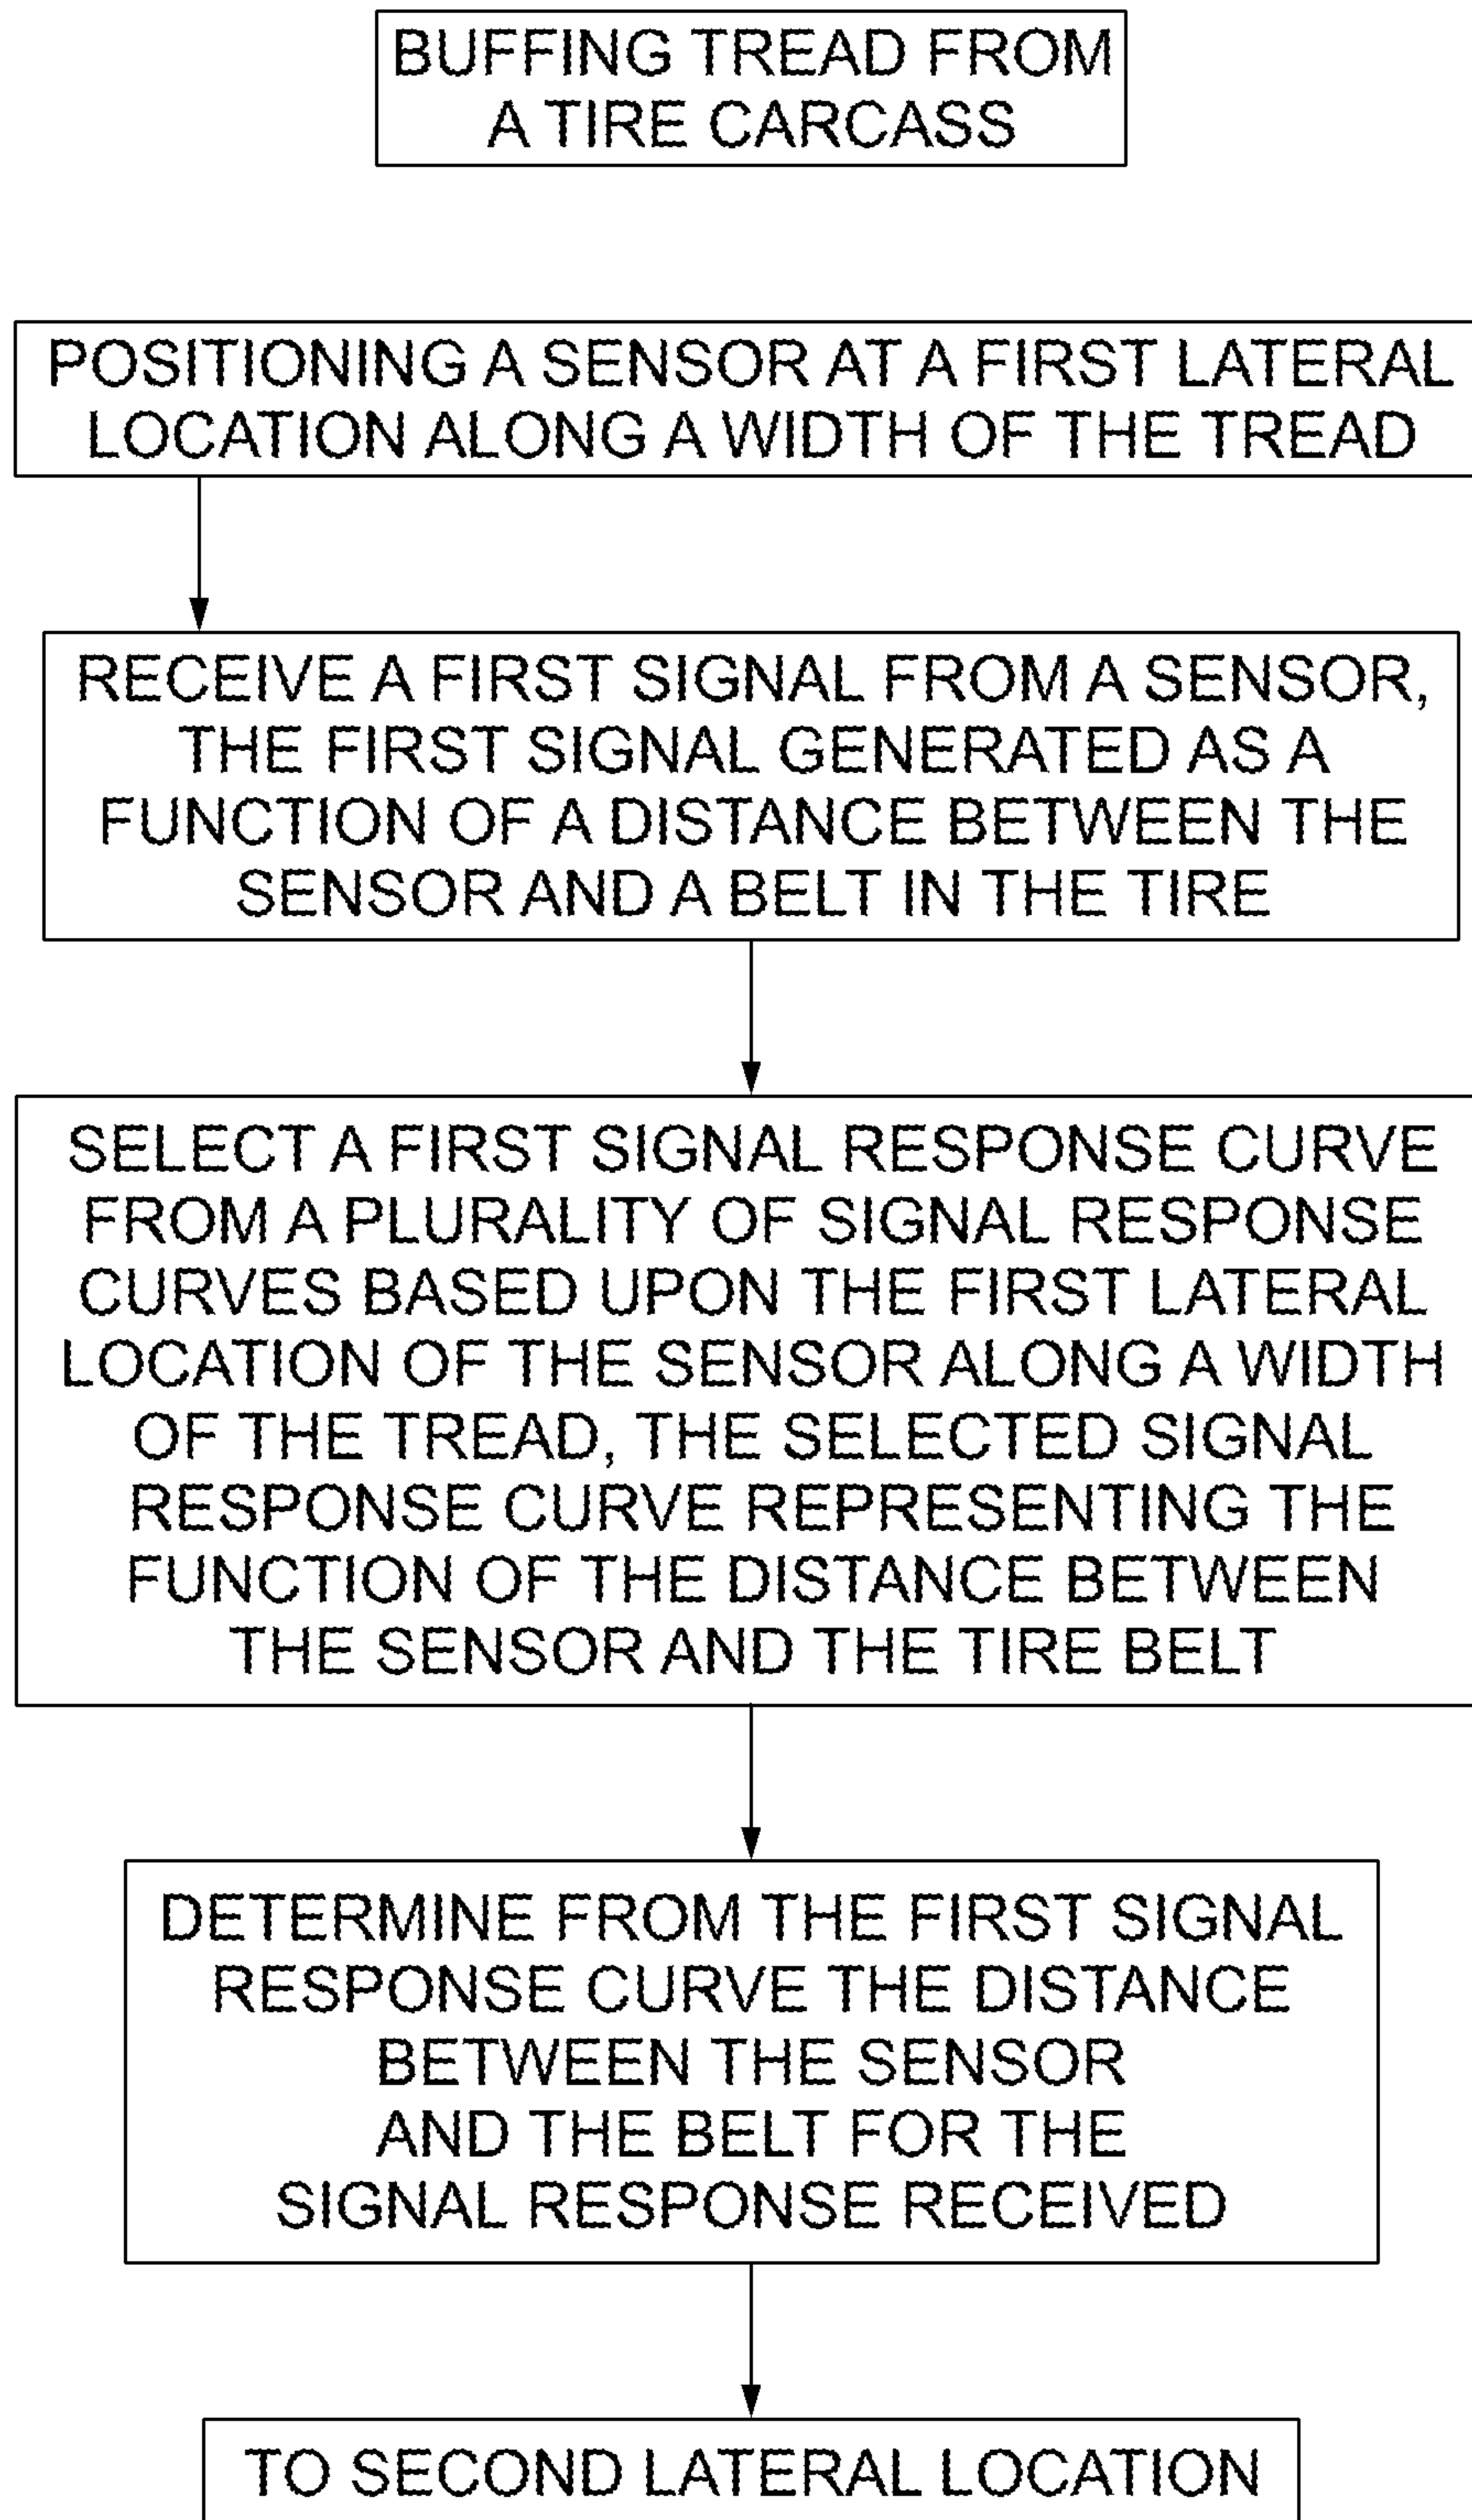 BUFFING TREAD FROM
A TIRE CARCASS
POSITIONING A SENSOR AT A FIRST LATERAL
LOCATION ALONG A WIDTH OF THE TREAD
RECEIVE A FIRST SIGNAL FROM A SENSOR,
THE FIRST SIGNAL GENERATED AS A
FUNCTION OF A DISTANCE BETWEEN THE
SENSOR AND A BELT IN THE TIRE
SELECT A FIRST SIGNAL RESPONSE CURVE
FROM A PLURALITY OF SIGNAL RESPONSE
CURVES BASED UPON THE FIRST LATERAL
LOCATION OF THE SENSOR ALONG A WIDTH
OF THE TREAD, THE SELECTED SIGNAL
RESPONSE CURVE REPRESENTING THE
FUNCTION OF THE DISTANCE BETWEEN
THE SENSOR AND THE TIRE BELT
DETERMINE FROM THE FIRST SIGNAL
RESPONSE CURVE THE DISTANCE
BETWEEN THE SENSOR
AND THE BELT FOR THE
SIGNAL RESPONSE RECEIVED
TO SECOND LATERAL LOCATION